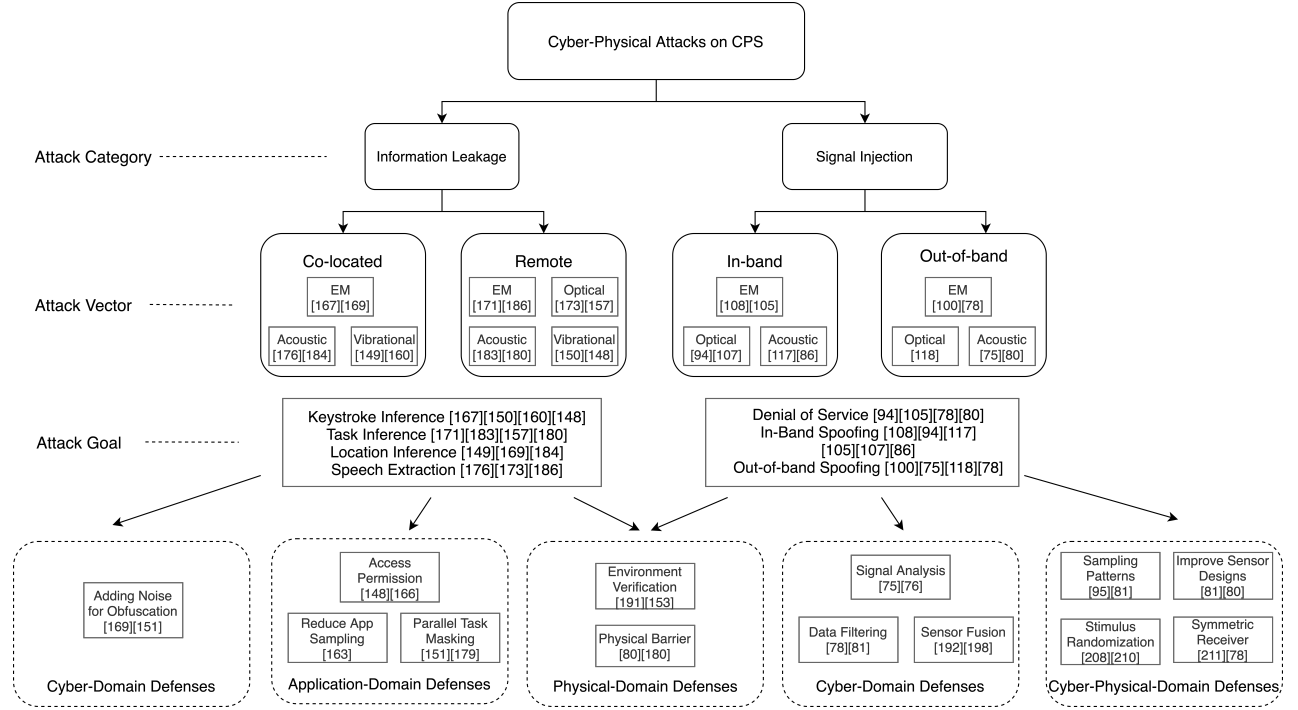 Cyber-Physical Attacks on CPS
Attack Category
Information Leakage
Signal Injection
Attack Vector
Co-located
EM
[167][169]
Acoustic
[176][184]
Vibrational
[149][160]
Remote
EM
[171][186]
Optical
[173][157]
Acoustic
[183][180]
Vibrational
[150][148]
In-band
EM
[108][105]
Optical
[94][107]
Acoustic
[117][86]
Out-of-band
EM
[100][78]
Optical
[118]
Acoustic
[75][80]
Attack Goal
Keystroke Inference [167][150][160][148]
Task Inference [171][183][157][180]
Location Inference [149][169][184]
Speech Extraction [176][173][186]
Denial of Service [94][105][78][80]
In-Band Spoofing [108][94][117]
[105][107][86]
Out-of-band Spoofing [100][75][118][78]
Adding Noise
for Obfuscation
[169][151]
Cyber-Domain Defenses
Access
Permission
[148][166]
Reduce App
Sampling
[163]
Parallel Task
Masking
[151][179]
Application-Domain Defenses
Environment
Verification
[191][153]
Physical Barrier
[80][180]
Physical-Domain Defenses
Signal Analysis
[75][76]
Data Filtering
[78][81]
Sensor Fusion
[192][198]
Cyber-Domain Defenses
Sampling
Patterns
[95][81]
Improve Sensor
Designs
[81][80]
Stimulus
Randomization
[208][210]
Symmetric
Receiver
[211][78]
Cyber-Physical-Domain Defenses